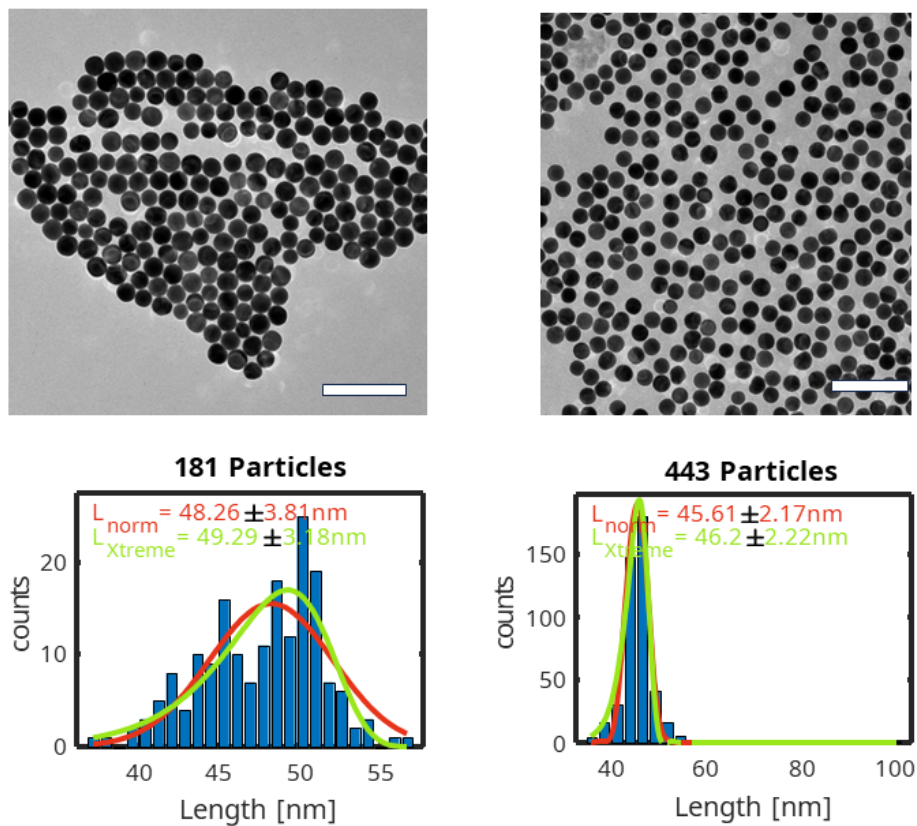 181 Particles
L norm = 48.26 ±3.81nm
L Xtreme = 49.29 ±3.18nm
counts
20
10
0
40 45 50 55
Length [nm]
443 Particles
L norm = 45.61 ±2.17nm
L Xtreme = 46.2 ±2.22nm
counts
150
100
50
0
40 60 80 100
Length [nm]